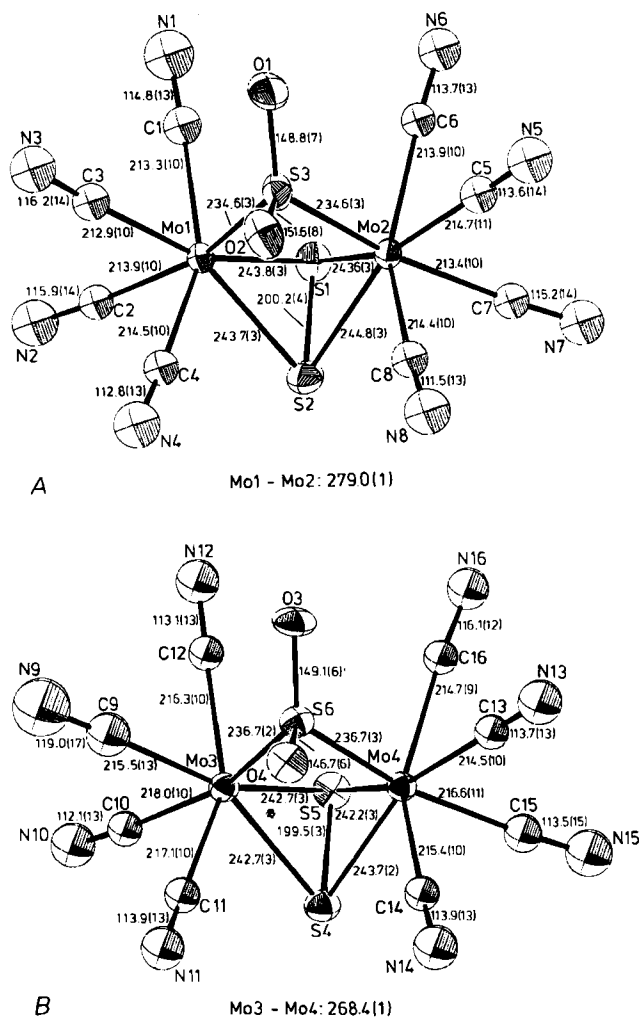 N1 N6
O1
114.8(13) 113.7(13)
148.8(7)
C1 C6
N3 N5
213.3(10) 213.9(10)
C3 S3 C5
116.2(14) 113.6(14)
234.6(3) 234.6(3)
212.9(10) Mo1 151.6(8) Mo2 214.7(11)
O2
213.9(10) 243.8(3) S1 243.6(3) 213.4(10)
115.9(14) C2 200.2(4) C7 115.2(14)
N2 214.5(10) 243.7(3) 244.8(3) 214.4(10) N7
C4 S2 C8
112.8(13) 111.5(13)
N4 N8
A Mo1 - Mo2: 279.0(1)
N12 N16
O3
113.1(13) 116.1(12)
C12 149.1(6) C16
N9 N13
216.3(10) 214.7(9)
C9 S6 C13
119.0(17) 236.7(2) 236.7(3) 113.7(13)
215.5(13) Mo3 146.7(6) Mo4 214.5(10)
O4
218.0(10) 242.7(3) S5 242.2(3) 216.6(11)
C10 199.5(3) C15
112.1(13) 113.5(15)
N10 217.1(10) 242.7(3) 243.7(2) 215.4(10) N15
C11 S4 C14
113.9(13) 113.9(13)
N11 N14
B Mo3 - Mo4: 268.4(1)